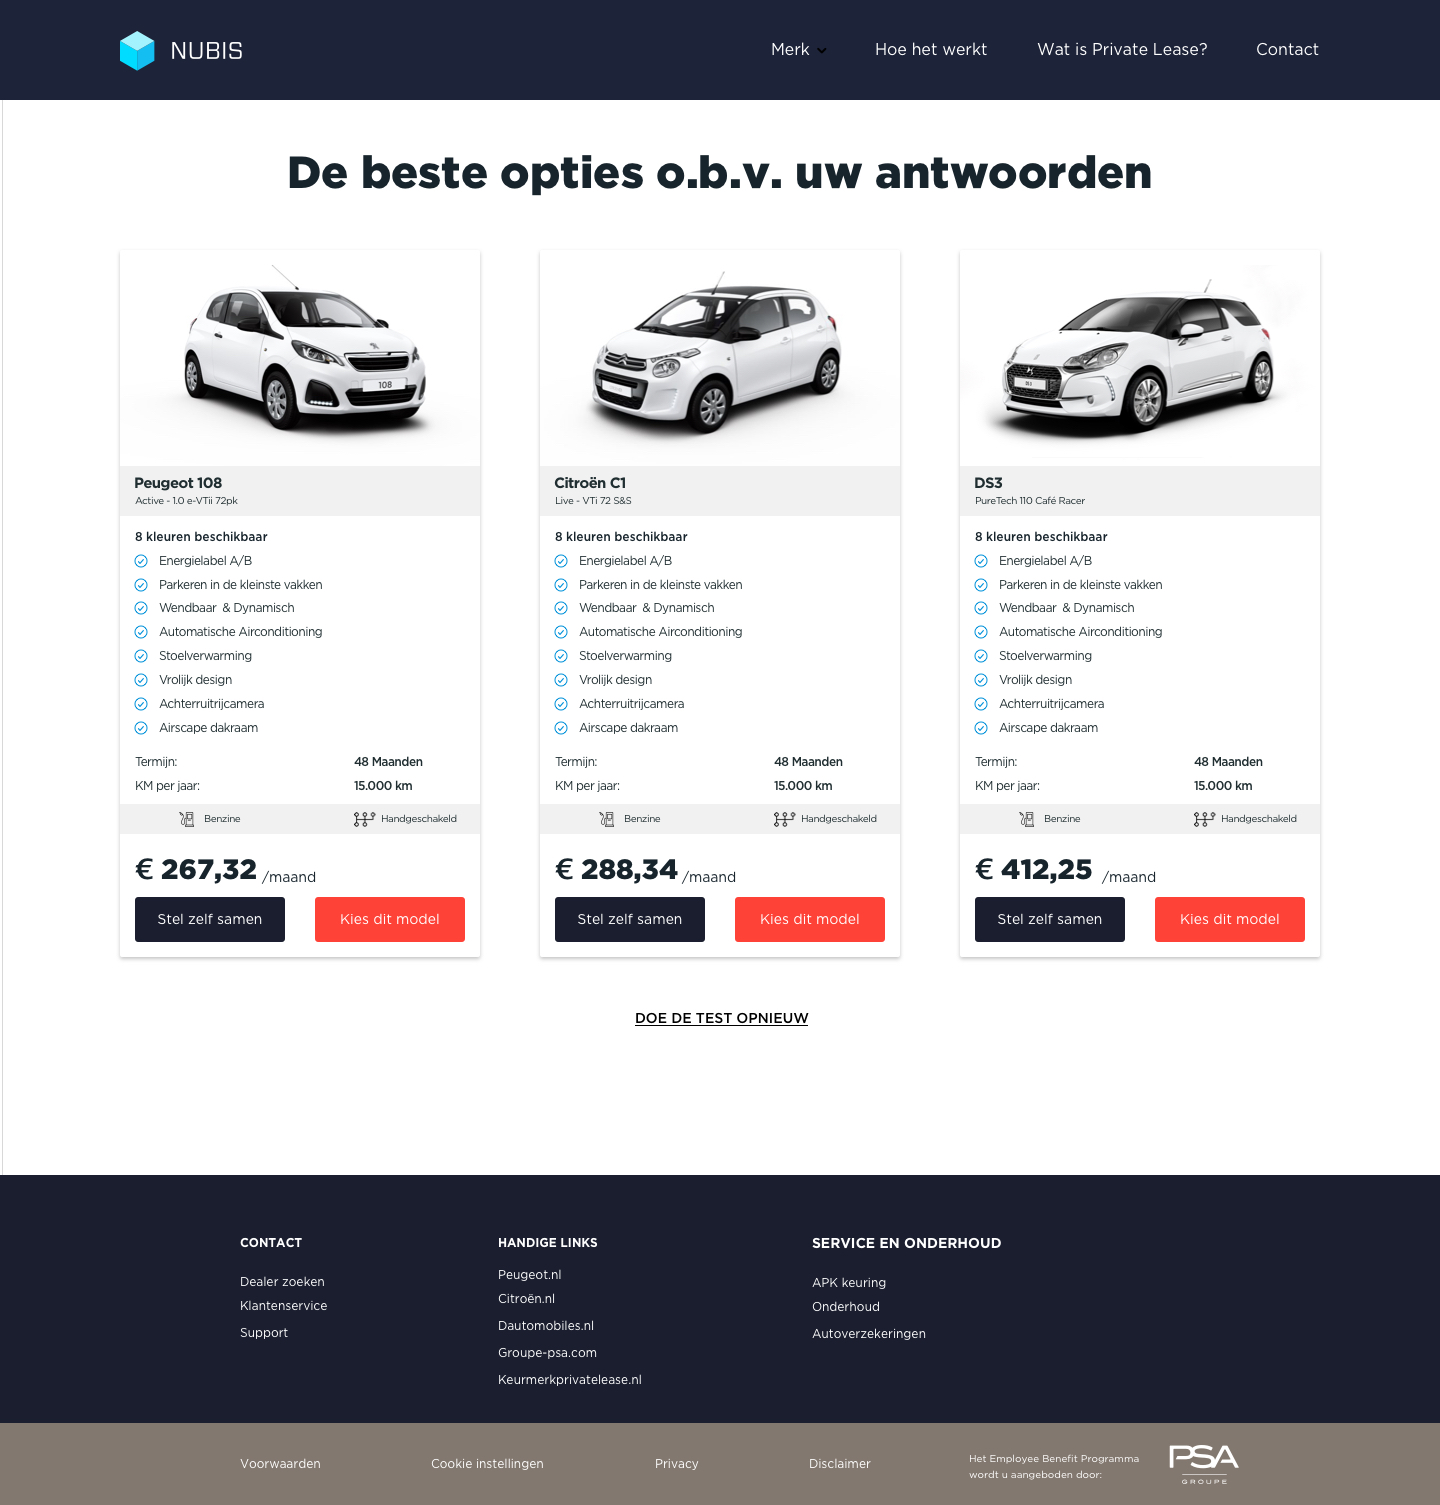 NUBIS
Merk
Hoe het werkt
Wat is Private Lease?
Contact
De beste opties o.b.v. uw antwoorden
108
Peugeot 108
Active - 1.0 e-VTii 72pk
8 kleuren beschikbaar
Energielabel A/B
Parkeren in de kleinste vakken
Wendbaar & Dynamisch
Automatische Airconditioning
Stoelverwarming
Vrolijk design
Achterruitrijcamera
Airscape dakraam
Termijn: 48 Maanden
KM per jaar: 15.000 km
Benzine Handgeschakeld
€ 267,32 /maand
Stel zelf samen
Kies dit model
Citroën C1
Live - VTi 72 S&S
8 kleuren beschikbaar
Energielabel A/B
Parkeren in de kleinste vakken
Wendbaar & Dynamisch
Automatische Airconditioning
Stoelverwarming
Vrolijk design
Achterruitrijcamera
Airscape dakraam
Termijn: 48 Maanden
KM per jaar: 15.000 km
Benzine Handgeschakeld
€ 288,34 /maand
Stel zelf samen
Kies dit model
DS 3
DS3
PureTech 110 Café Racer
8 kleuren beschikbaar
Energielabel A/B
Parkeren in de kleinste vakken
Wendbaar & Dynamisch
Automatische Airconditioning
Stoelverwarming
Vrolijk design
Achterruitrijcamera
Airscape dakraam
Termijn: 48 Maanden
KM per jaar: 15.000 km
Benzine Handgeschakeld
€ 412,25 /maand
Stel zelf samen
Kies dit model
DOE DE TEST OPNIEUW
CONTACT
Dealer zoeken
Klantenservice
Support
HANDIGE LINKS
Peugeot.nl
Citroën.nl
Dautomobiles.nl
Groupe-psa.com
Keurmerkprivatelease.nl
SERVICE EN ONDERHOUD
APK keuring
Onderhoud
Autoverzekeringen
Voorwaarden
Cookie instellingen
Privacy
Disclaimer
Het Employee Benefit Programma
wordt u aangeboden door:
PSA
GROUPE